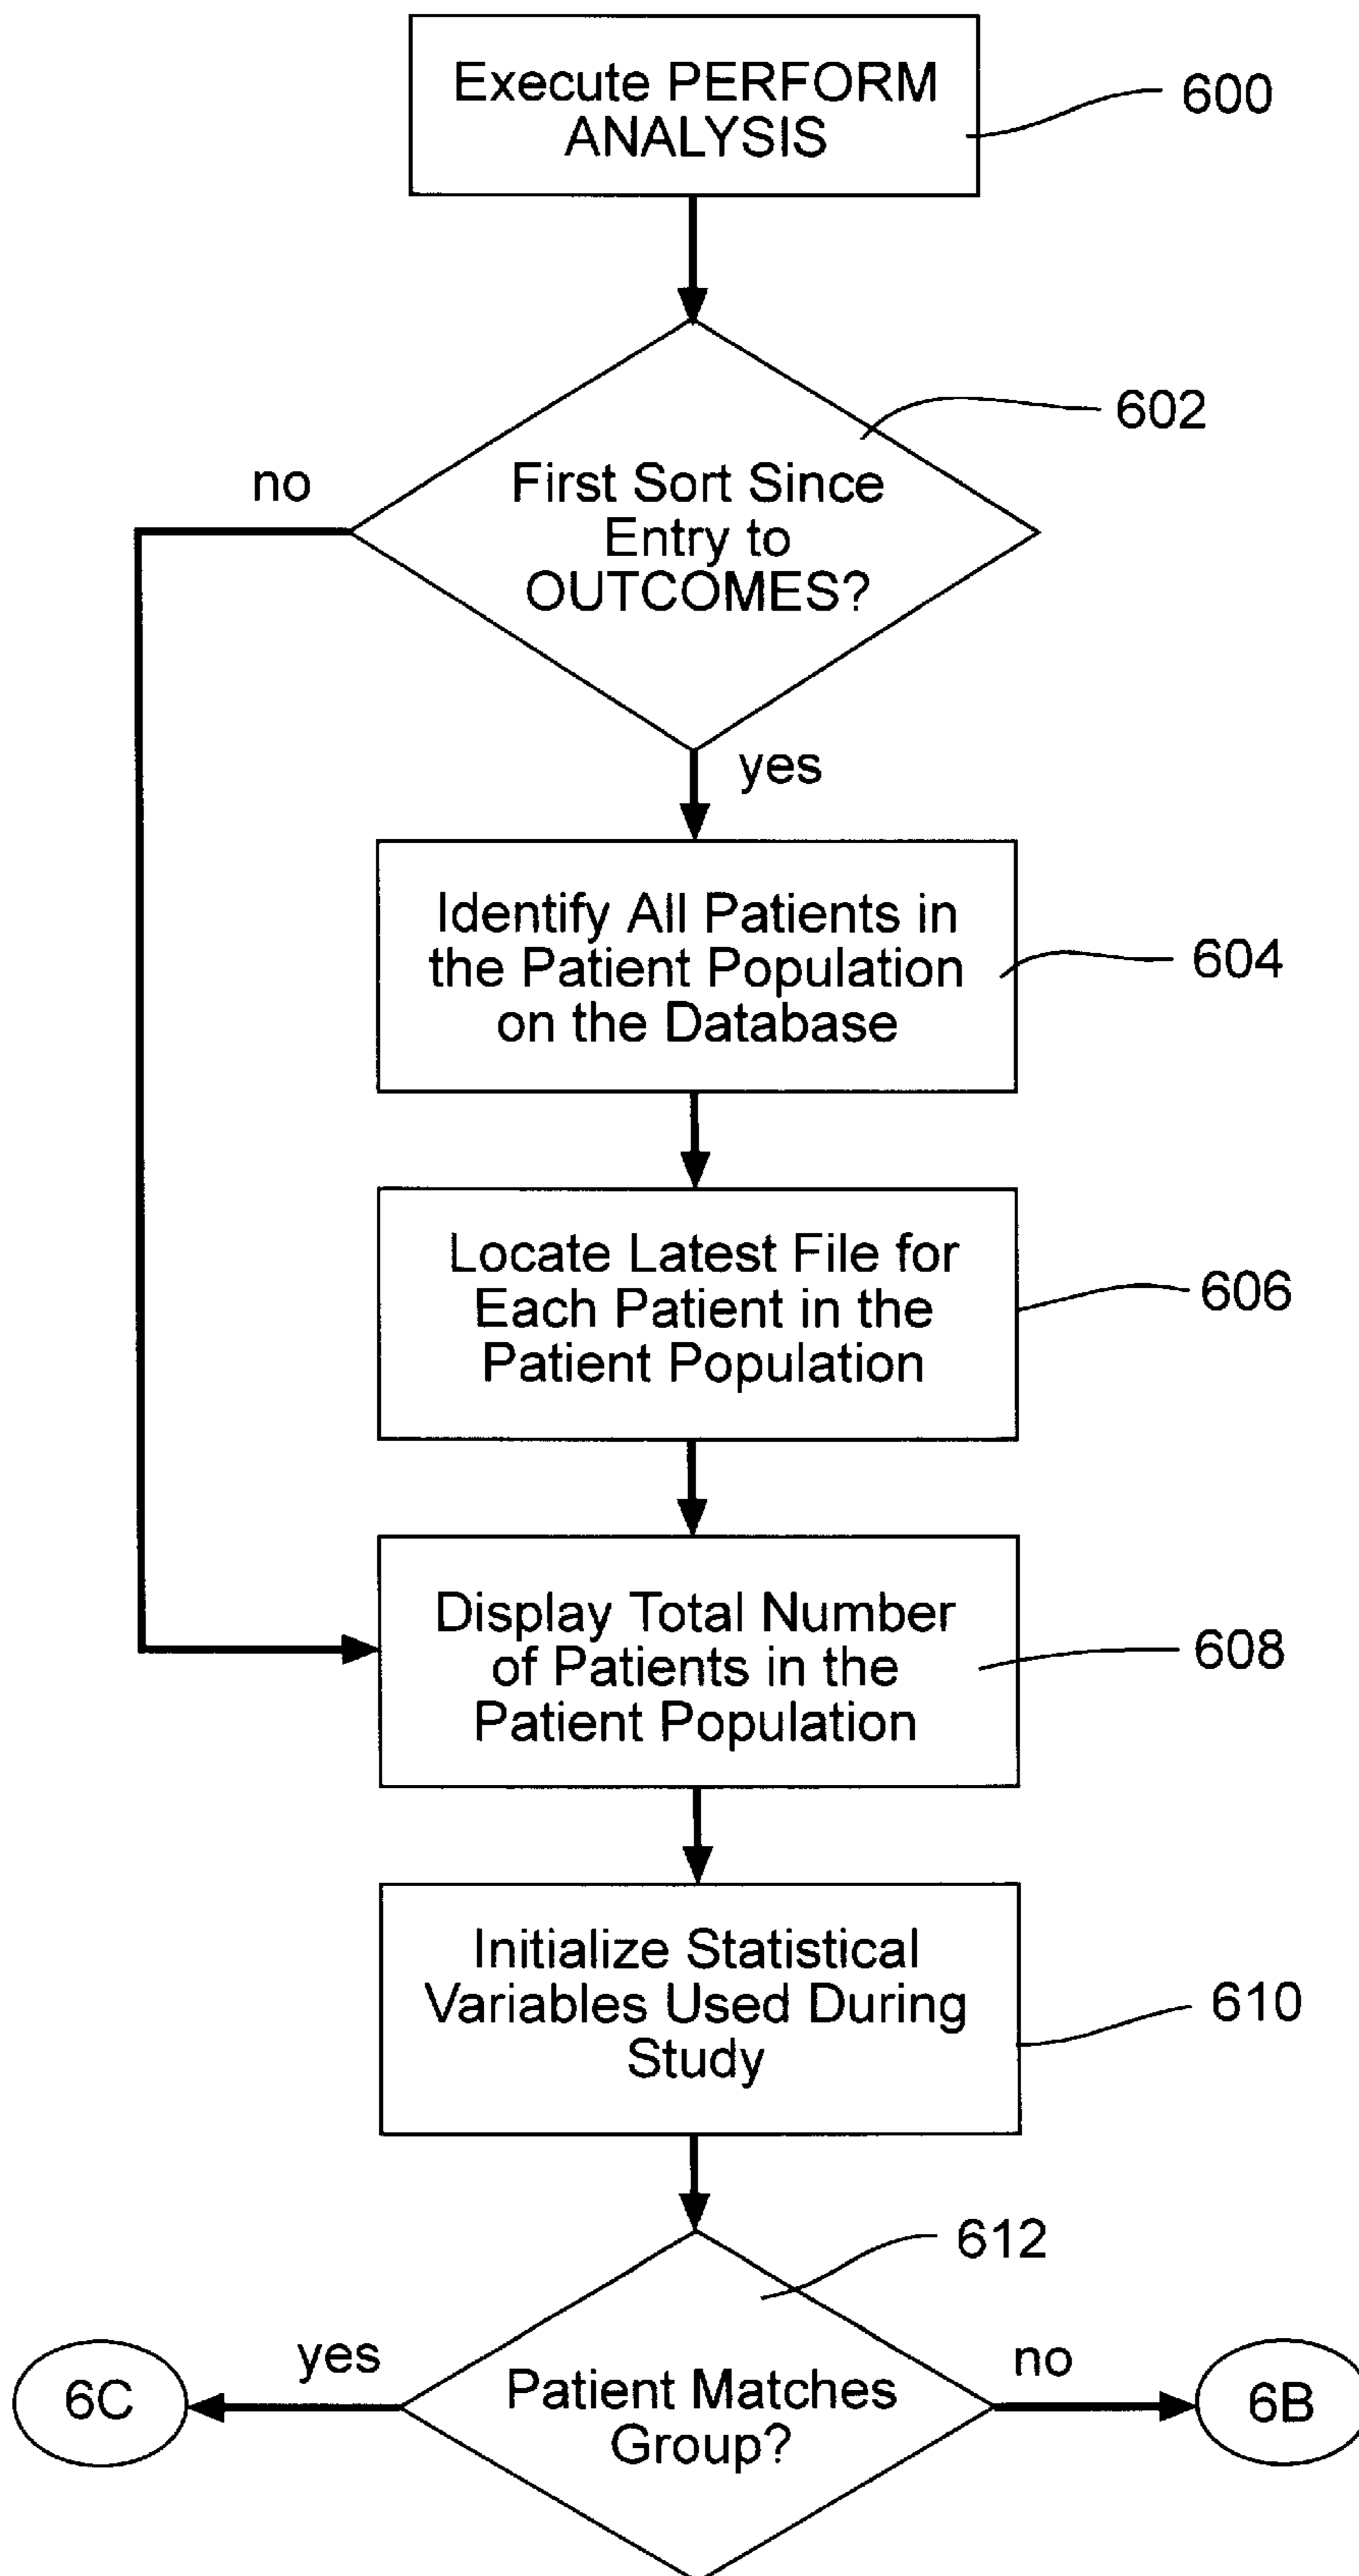 Execute PERFORM
ANALYSIS
600
602
no
First Sort Since
Entry to
OUTCOMES?
yes
Identify All Patients in
the Patient Population
on the Database
604
Locate Latest File for
Each Patient in the
Patient Population
606
Display Total Number
of Patients in the
Patient Population
608
Initialize Statistical
Variables Used During
Study
610
612
yes
no
6C
Patient Matches
Group?
6B